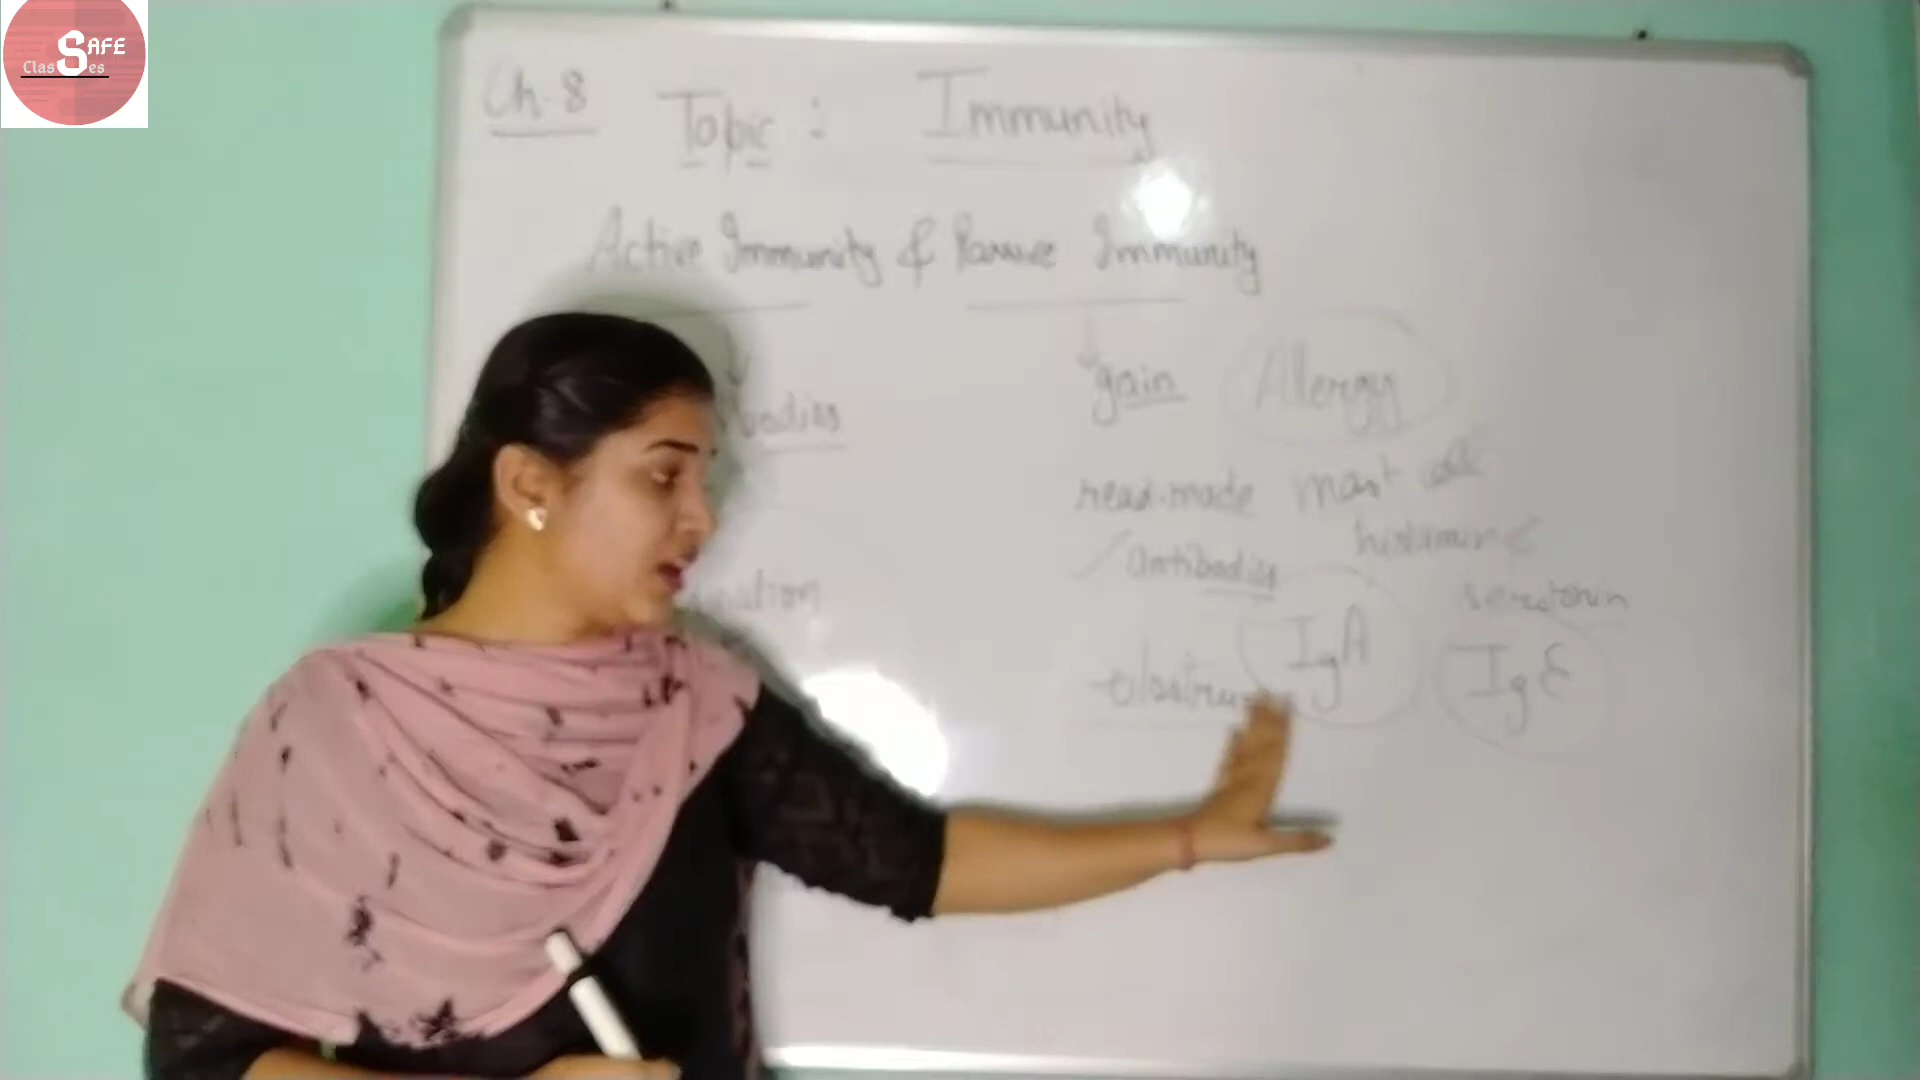 SAFE
Classes
Ch-8 Topic : Immunity
Active Immunity & Passive Immunity
bodies gain Allergy
read-made mast
antibodies histamine
nation serotonin
IgA IgE